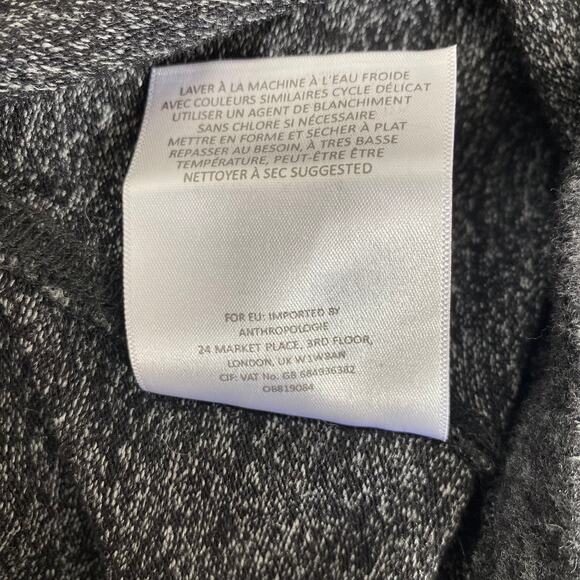 LAVER À LA MACHINE À L'EAU FROIDE
AVEC COULEURS SIMILAIRES CYCLE DÉLICAT
UTILISER UN AGENT DE BLANCHIMENT
SANS CHLORE SI NÉCESSAIRE
METTRE EN FORME ET SÉCHER À PLAT
REPASSER AU BESOIN, À TRES BASSE
TEMPÉRATURE, PEUT-ÊTRE ÊTRE
NETTOYER À SEC SUGGESTED
FOR EU: IMPORTED BY
ANTHROPOLOGIE
24 MARKET PLACE, 3RD FLOOR,
LONDON, UK W1W8AN
CIF: VAT No. GB 684936382
OB819084